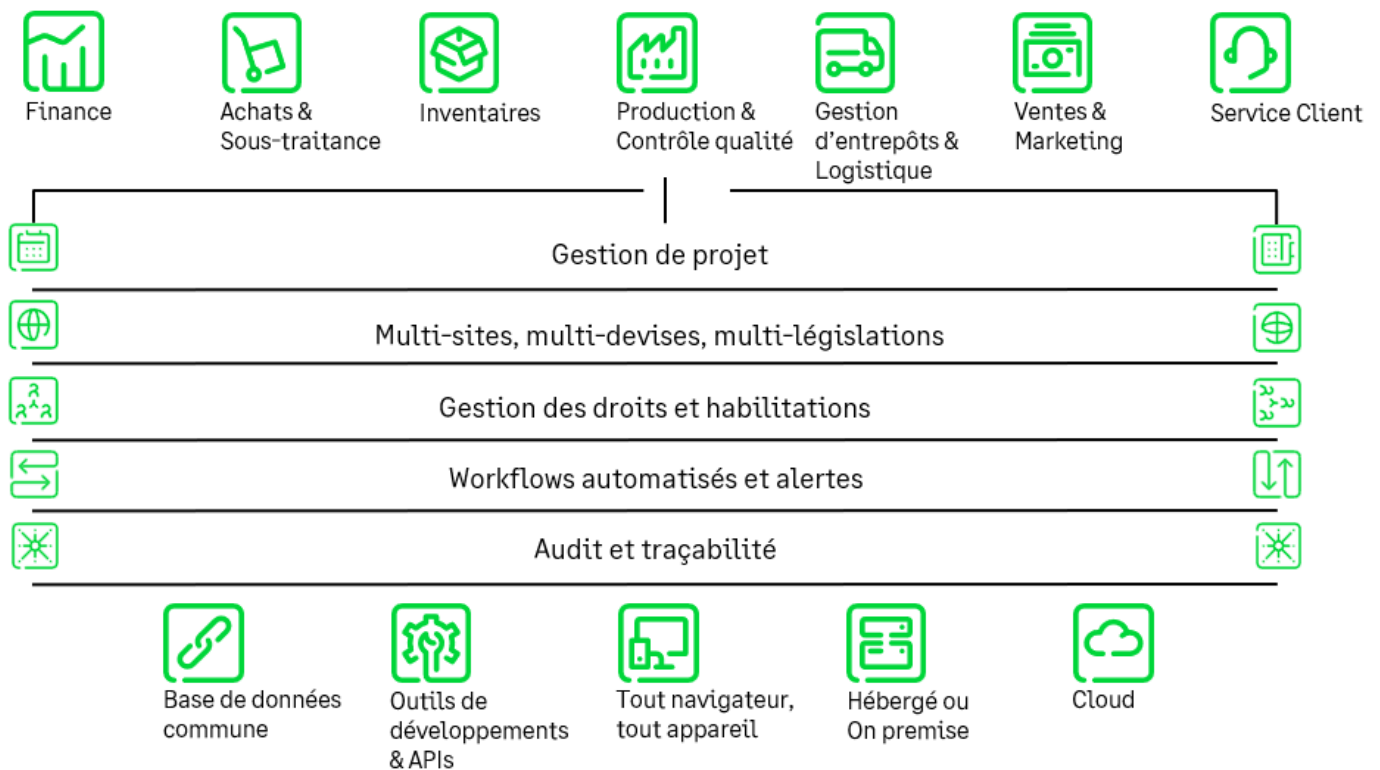 Finance
Achats &
Sous-traitance
Inventaires
Production &
Contrôle qualité
Gestion
d’entrepôts &
Logistique
Ventes &
Marketing
Service Client
Gestion de projet
Multi-sites, multi-devises, multi-législations
Gestion des droits et habilitations
Workflows automatisés et alertes
Audit et traçabilité
Base de données
commune
Outils de
développements
& APIs
Tout navigateur,
tout appareil
Hébergé ou
On premise
Cloud